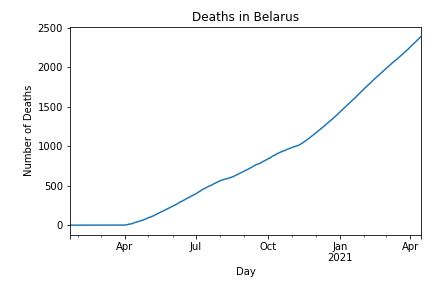 Deaths in Belarus
2500
2000
1500
1000
500
0
Number of Deaths
Apr
Jul
Oct
Jan
2021
Apr
Day